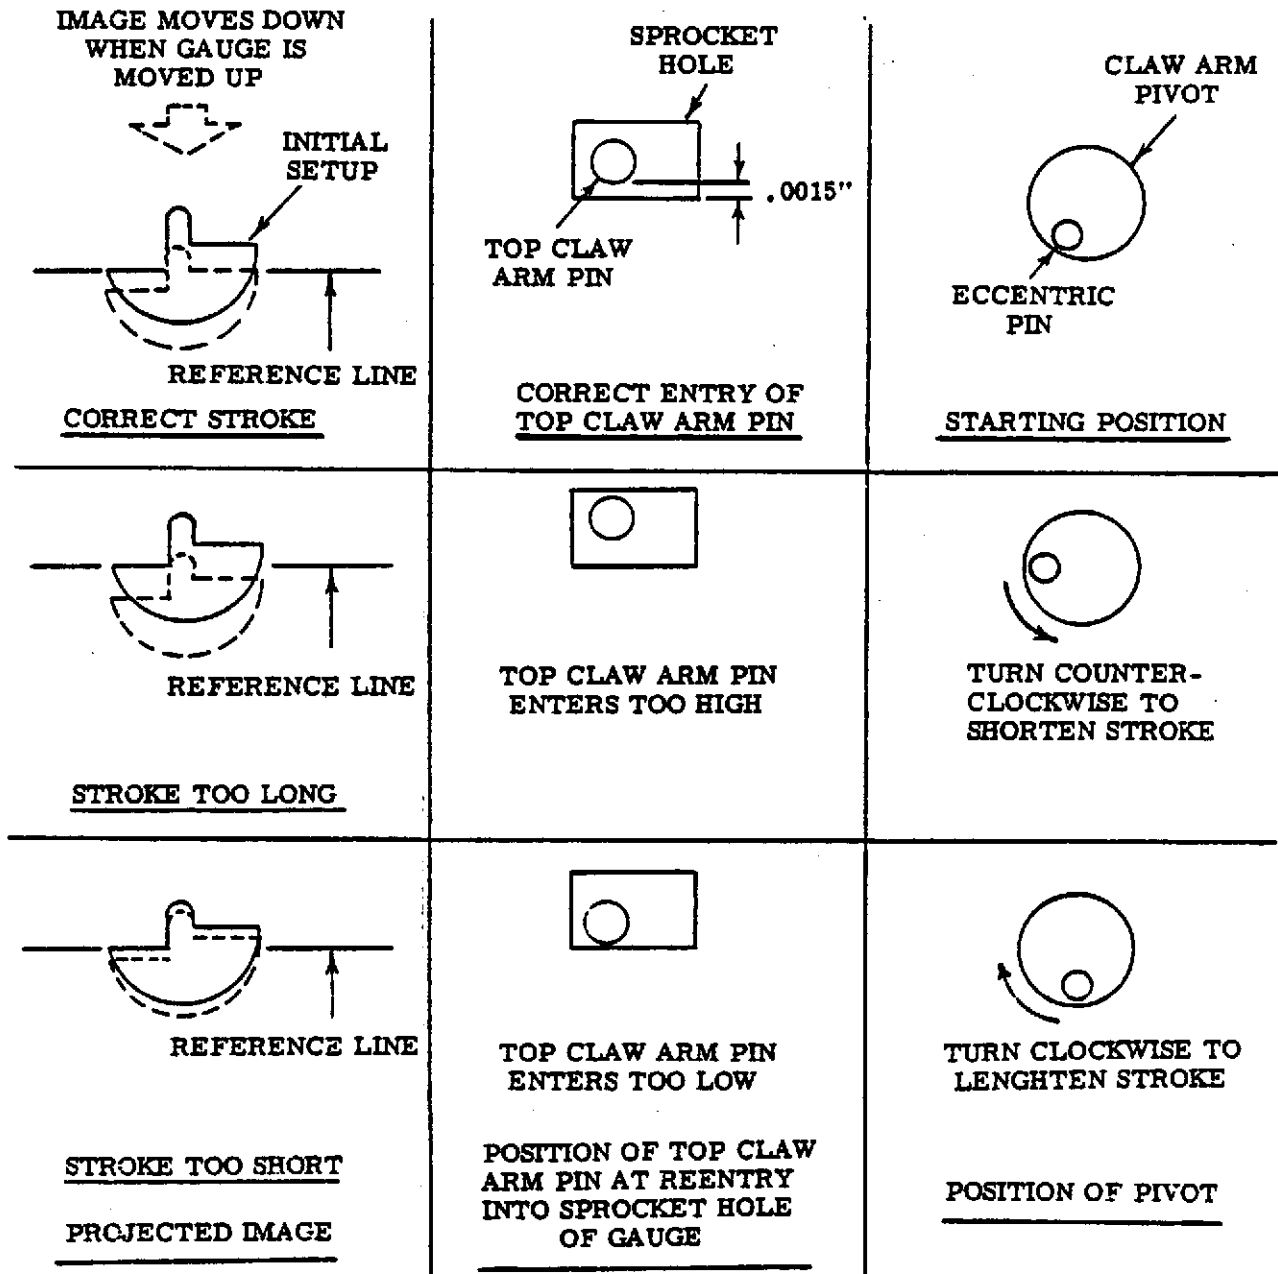 IMAGE MOVES DOWN
WHEN GAUGE IS
MOVED UP
INITIAL
SETUP
REFERENCE LINE
CORRECT STROKE
SPROCKET
HOLE
.0015"
TOP CLAW
ARM PIN
CORRECT ENTRY OF
TOP CLAW ARM PIN
CLAW ARM
PIVOT
ECCENTRIC
PIN
STARTING POSITION
REFERENCE LINE
STROKE TOO LONG
TOP CLAW ARM PIN
ENTERS TOO HIGH
TURN COUNTER-
CLOCKWISE TO
SHORTEN STROKE
REFERENCE LINE
STROKE TOO SHORT
PROJECTED IMAGE
TOP CLAW ARM PIN
ENTERS TOO LOW
POSITION OF TOP CLAW
ARM PIN AT REENTRY
INTO SPROCKET HOLE
OF GAUGE
TURN CLOCKWISE TO
LENGHTEN STROKE
POSITION OF PIVOT